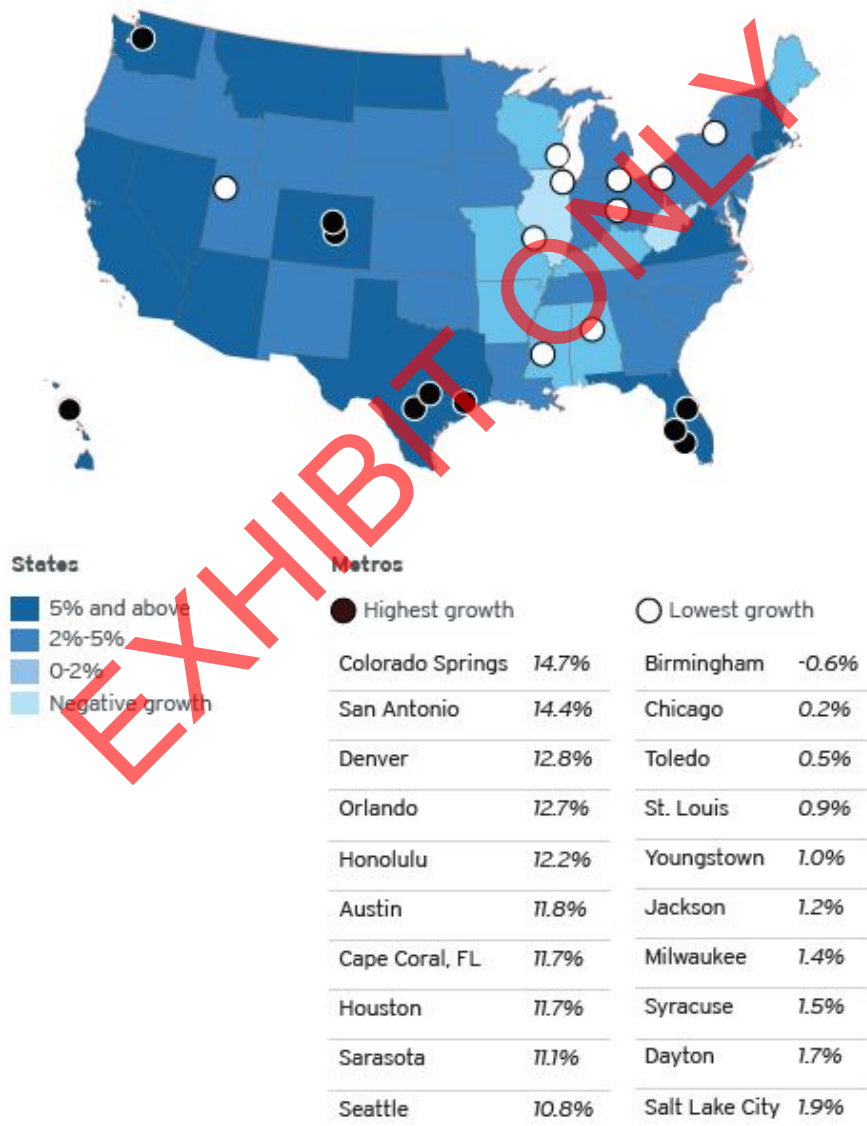 EXHIBIT ONLY
States
5% and above
2%-5%
0-2%
Negative growth
Metros
Highest growth
Lowest growth
Colorado Springs 14.7% Birmingham -0.6%
San Antonio 14.4% Chicago 0.2%
Denver 12.8% Toledo 0.5%
Orlando 12.7% St. Louis 0.9%
Honolulu 12.2% Youngstown 1.0%
Austin 11.8% Jackson 1.2%
Cape Coral, FL 11.7% Milwaukee 1.4%
Houston 11.7% Syracuse 1.5%
Sarasota 11.1% Dayton 1.7%
Seattle 10.8% Salt Lake City 1.9%